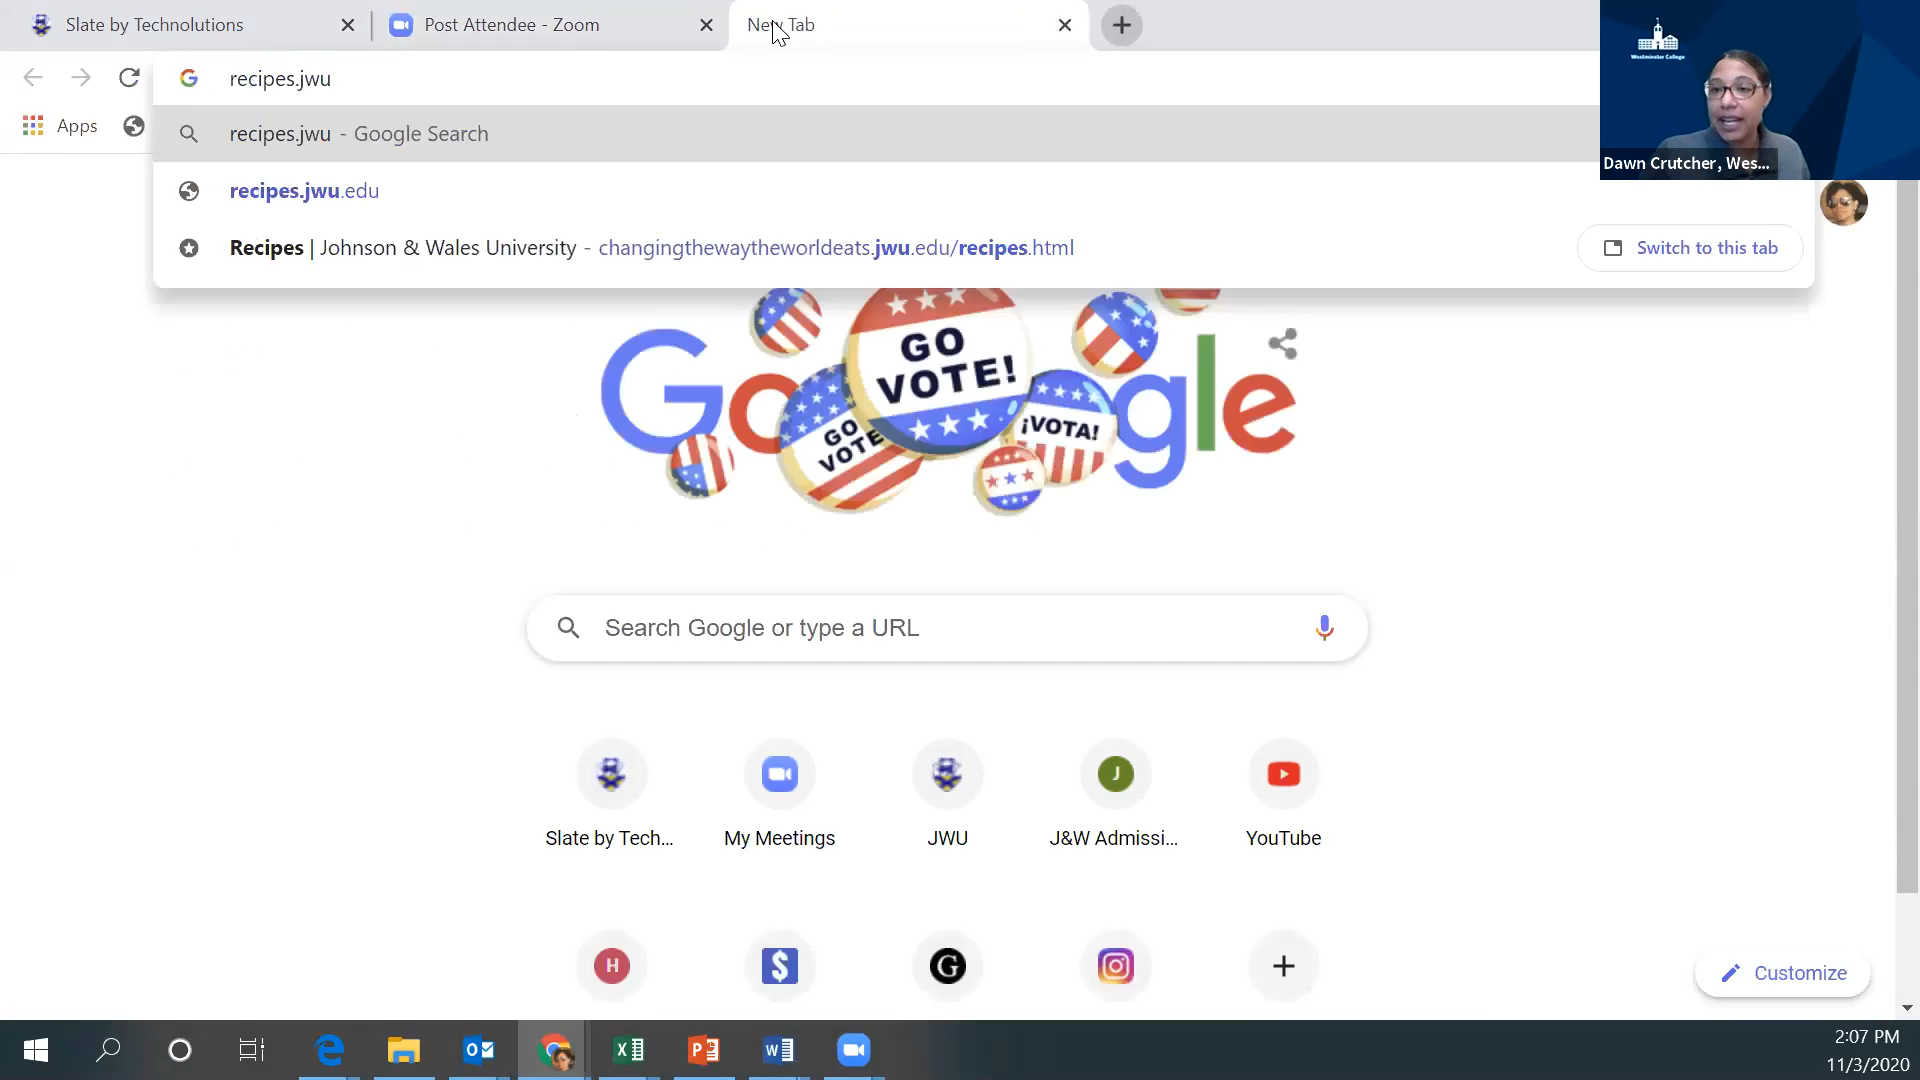 Slate by Technolutions
Post Attendee - Zoom
New Tab
recipes.jwu
Apps
recipes.jwu - Google Search
recipes.jwu.edu
Recipes | Johnson & Wales University - changingthewaytheworldeats.jwu.edu/recipes.html
Switch to this tab
Westminster College
Dawn Crutcher, Wes...
Google
GO
VOTE!
GO
VOTE
¡VOTA!
Search Google or type a URL
Slate by Tech...
My Meetings
JWU
J
J&W Admissi...
YouTube
H
$
G
Customize
2:07 PM
11/3/2020